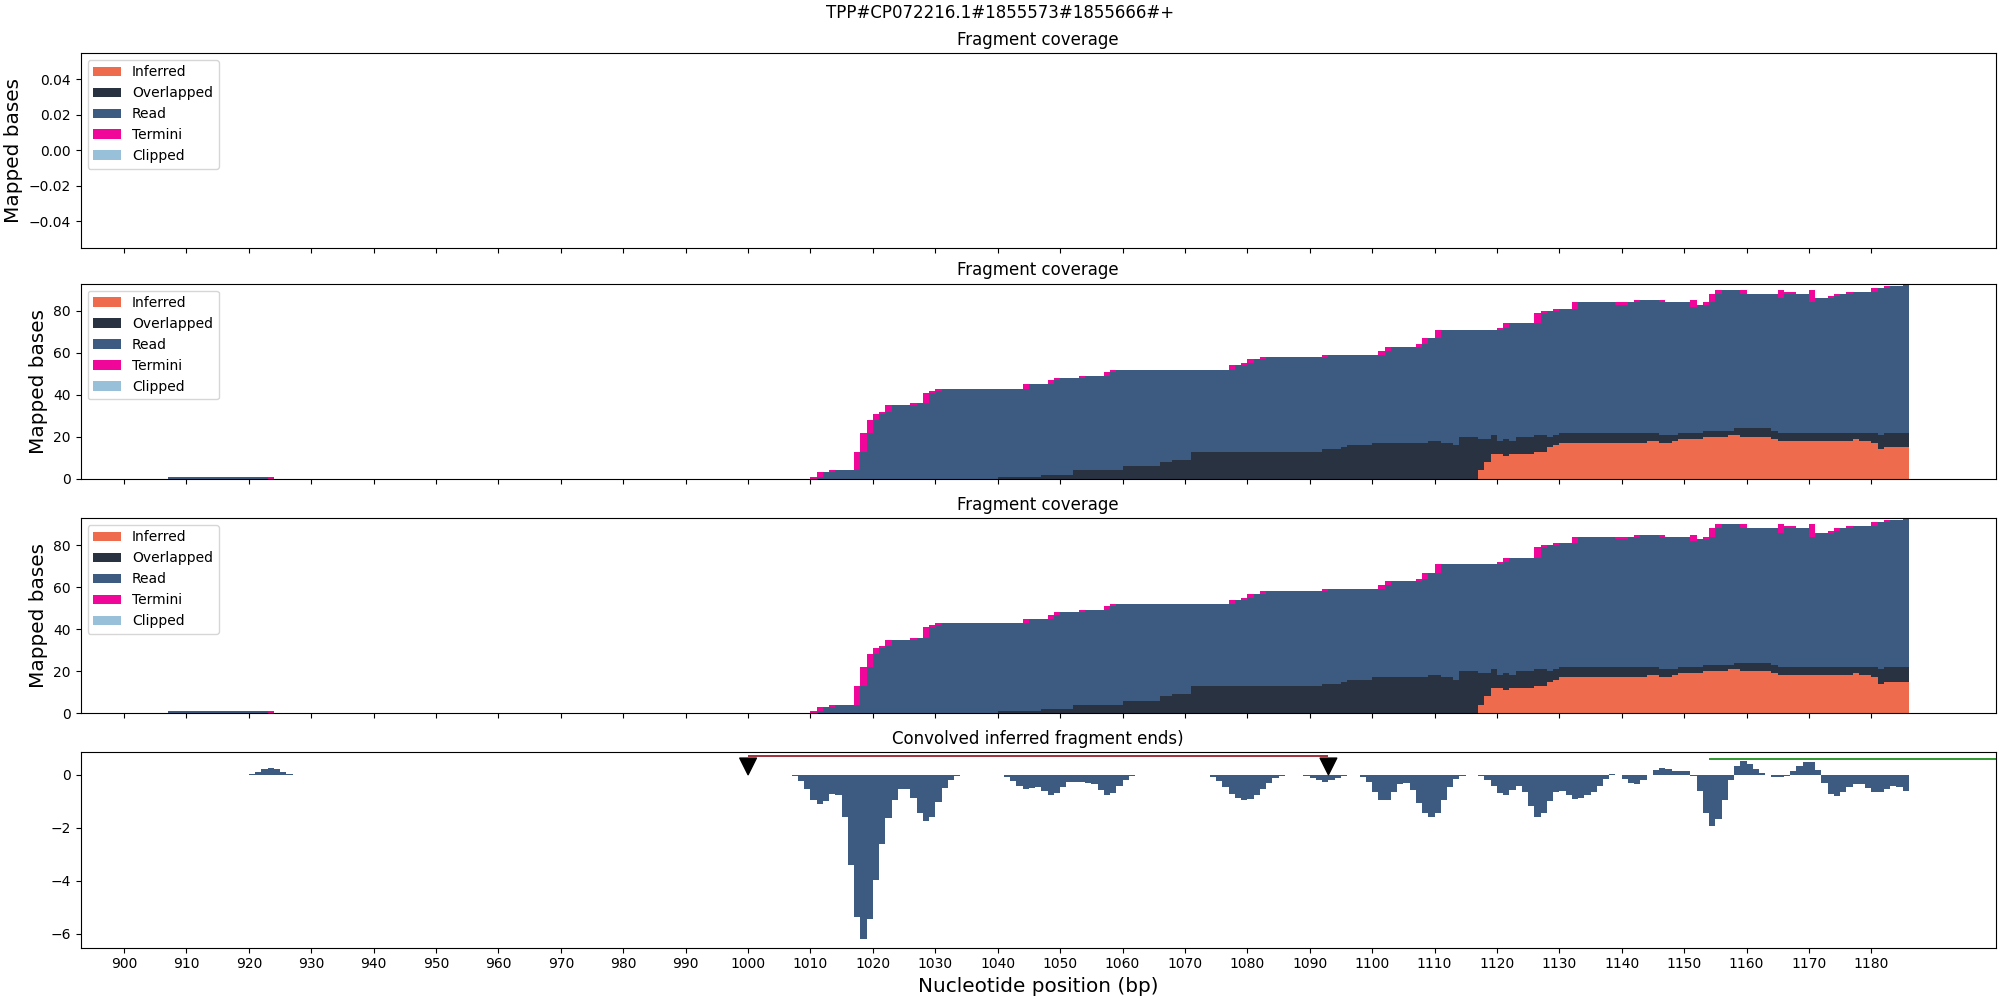 TPP#CP072216.1#1855573#1855666#+
Fragment coverage
Mapped bases
0.04
0.02
0.00
−0.02
−0.04
Inferred
Overlapped
Read
Termini
Clipped
Fragment coverage
Mapped bases
80
60
40
20
0
Inferred
Overlapped
Read
Termini
Clipped
Fragment coverage
Mapped bases
80
60
40
20
0
Inferred
Overlapped
Read
Termini
Clipped
Convolved inferred fragment ends)
0
−2
−4
−6
900 910 920 930 940 950 960 970 980 990 1000 1010 1020 1030 1040 1050 1060 1070 1080 1090 1100 1110 1120 1130 1140 1150 1160 1170 1180
Nucleotide position (bp)